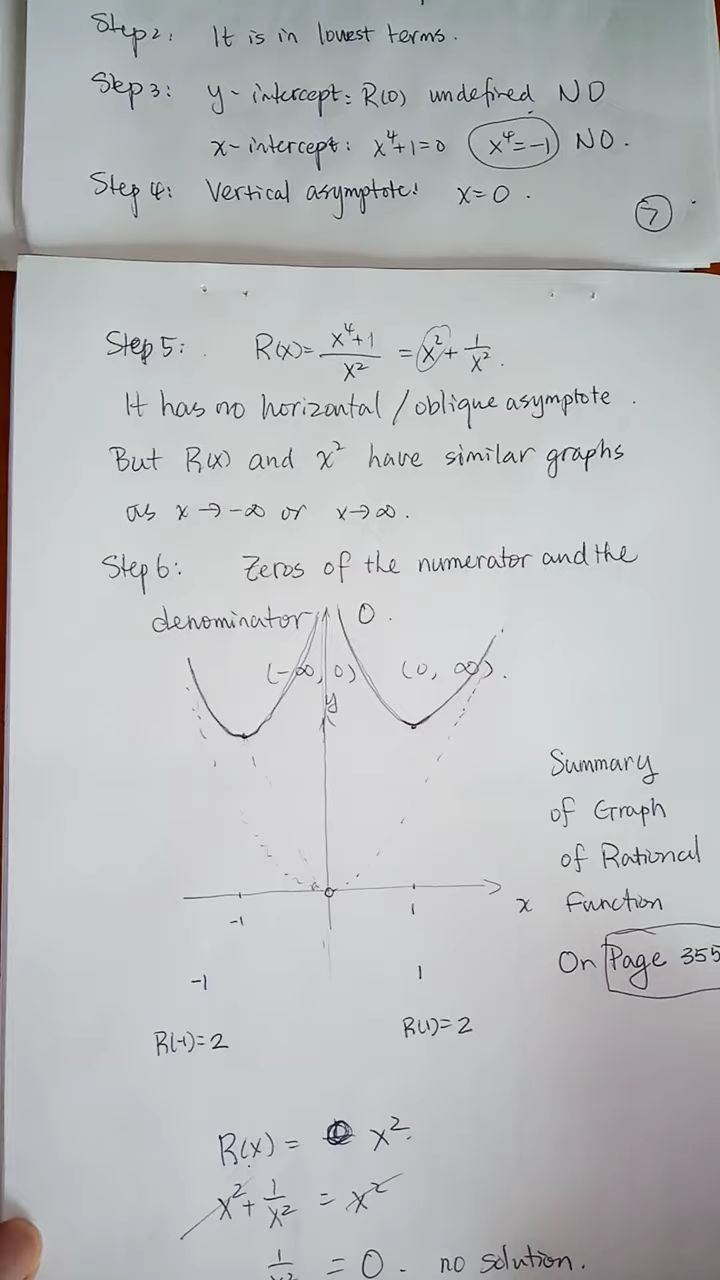 Step 2: It is in lowest terms.
Step 3: y-intercept: R(0) undefined NO
x-intercept: x⁴+1=0 x⁴=-1 NO.
Step 4: Vertical asymptote: x=0.
7
Step 5: R(x)= x⁴+1 / x² = x² + 1/x².
It has no horizontal / oblique asymptote.
But R(x) and x² have similar graphs
as x→-∞ or x→∞.
Step 6: Zeros of the numerator and the
denominator 0.
(-∞, 0) (0, ∞).
y
Summary
of Graph
of Rational
x Function
-1 1
On Page 355
-1 1
R(-1)=2 R(1)=2
R(x) = x².
x² + 1/x² = x²
1/x² = 0. no solution.